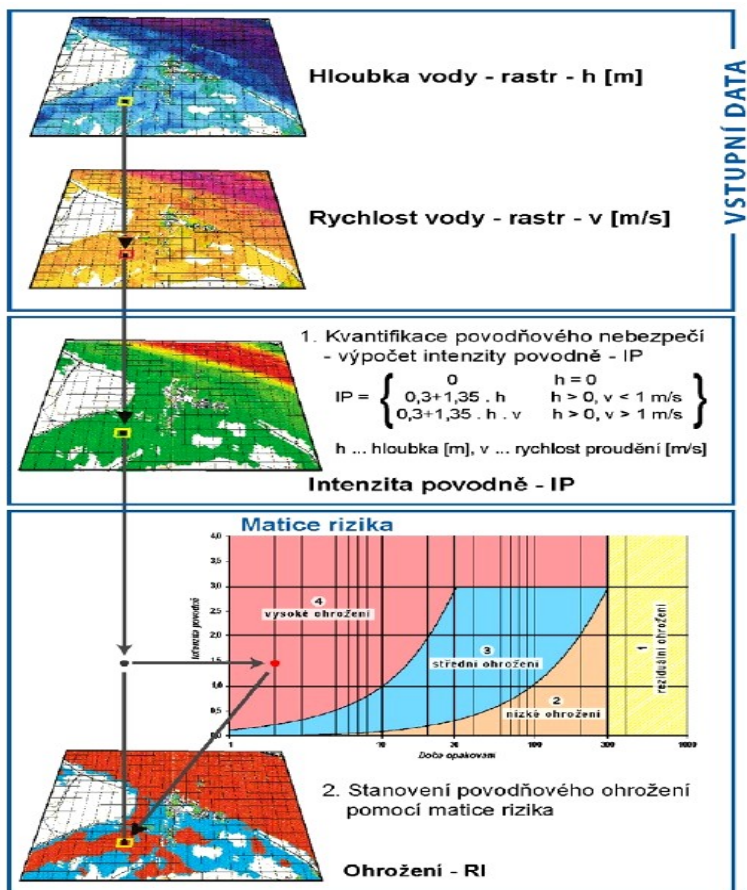 Hloubka vody - rastr - h [m]
Rychlost vody - rastr - v [m/s]
VSTUPNÍ DATA
1. Kvantifikace povodňového nebezpečí
- výpočet intenzity povodně - IP
IP = { 0 h = 0
0,3+1,35 . h h > 0, v < 1 m/s
0,3+1,35 . h . v h > 0, v > 1 m/s }
h ... hloubka [m], v ... rychlost proudění [m/s]
Intenzita povodně - IP
Matice rizika
4,0
3,0
2,5
2,0
1,5
1,0
0,5
0,0
Intenzita povodně
4
vysoké ohrožení
3
střední ohrožení
2
nízké ohrožení
1
reziduální ohrožení
1
10
100
300
1000
Doba opakování
2. Stanovení povodňového ohrožení
pomocí matice rizika
Ohrožení - RI